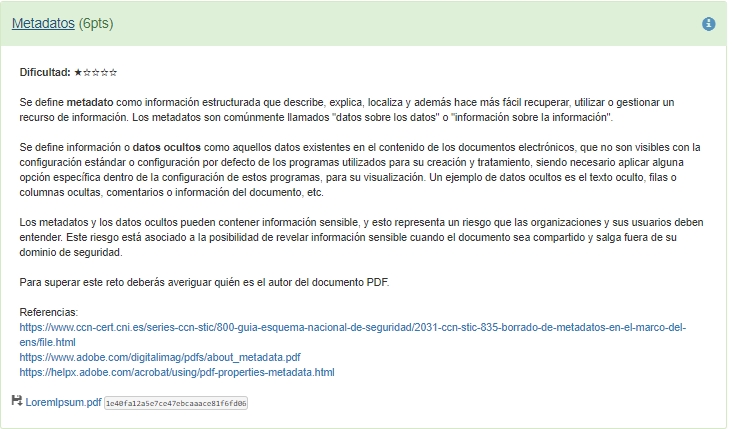 Metadatos (6pts)
Dificultad: ★☆☆☆☆
Se define metadato como información estructurada que describe, explica, localiza y además hace más fácil recuperar, utilizar o gestionar un
recurso de información. Los metadatos son comúnmente llamados "datos sobre los datos" o "información sobre la información".
Se define información o datos ocultos como aquellos datos existentes en el contenido de los documentos electrónicos, que no son visibles con la
configuración estándar o configuración por defecto de los programas utilizados para su creación y tratamiento, siendo necesario aplicar alguna
opción específica dentro de la configuración de estos programas, para su visualización. Un ejemplo de datos ocultos es el texto oculto, filas o
columnas ocultas, comentarios o información del documento, etc.
Los metadatos y los datos ocultos pueden contener información sensible, y esto representa un riesgo que las organizaciones y sus usuarios deben
entender. Este riesgo está asociado a la posibilidad de revelar información sensible cuando el documento sea compartido y salga fuera de su
dominio de seguridad.
Para superar este reto deberás averiguar quién es el autor del documento PDF.
Referencias:
https://www.ccn-cert.cni.es/series-ccn-stic/800-guia-esquema-nacional-de-seguridad/2031-ccn-stic-835-borrado-de-metadatos-en-el-marco-del-
ens/file.html
https://www.adobe.com/digitalimag/pdfs/about_metadata.pdf
https://helpx.adobe.com/acrobat/using/pdf-properties-metadata.html
LoremIpsum.pdf 1e40fa12a5e7ce47ebcaaace81f6fd06